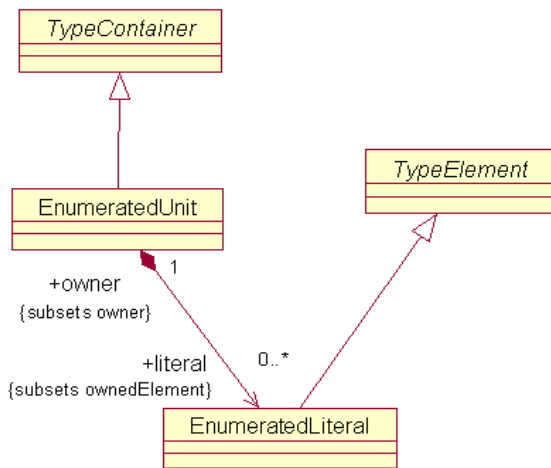 TypeContainer
TypeElement
EnumeratedUnit
1
+owner
{subsets owner}
+literal
0..*
{subsets ownedElement}
EnumeratedLiteral